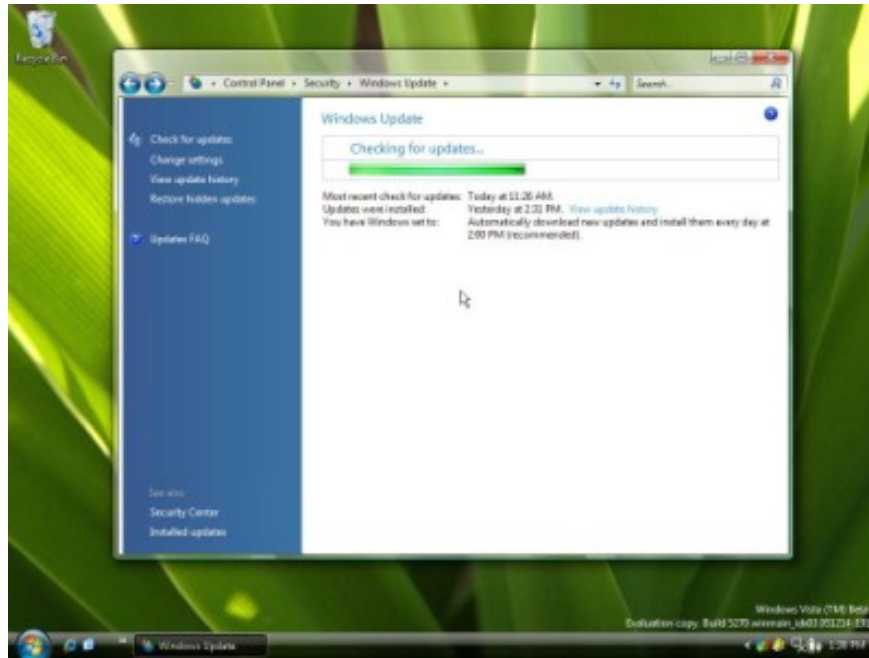 Recycle Bin
Control Panel
Security
Windows Update
Search
Check for updates
Change settings
View update history
Restore hidden updates
Updates FAQ
Windows Update
Checking for updates...
Most recent check for updates: Today at 11:26 AM.
Updates were installed: Yesterday at 2:31 PM. View update history
You have Windows set to: Automatically download new updates and install them every day at
2:00 PM (recommended).
See also
Security Center
Installed updates
Windows Vista (TM) Beta
Evaluation copy. Build 5270
Windows Update
1:28 PM